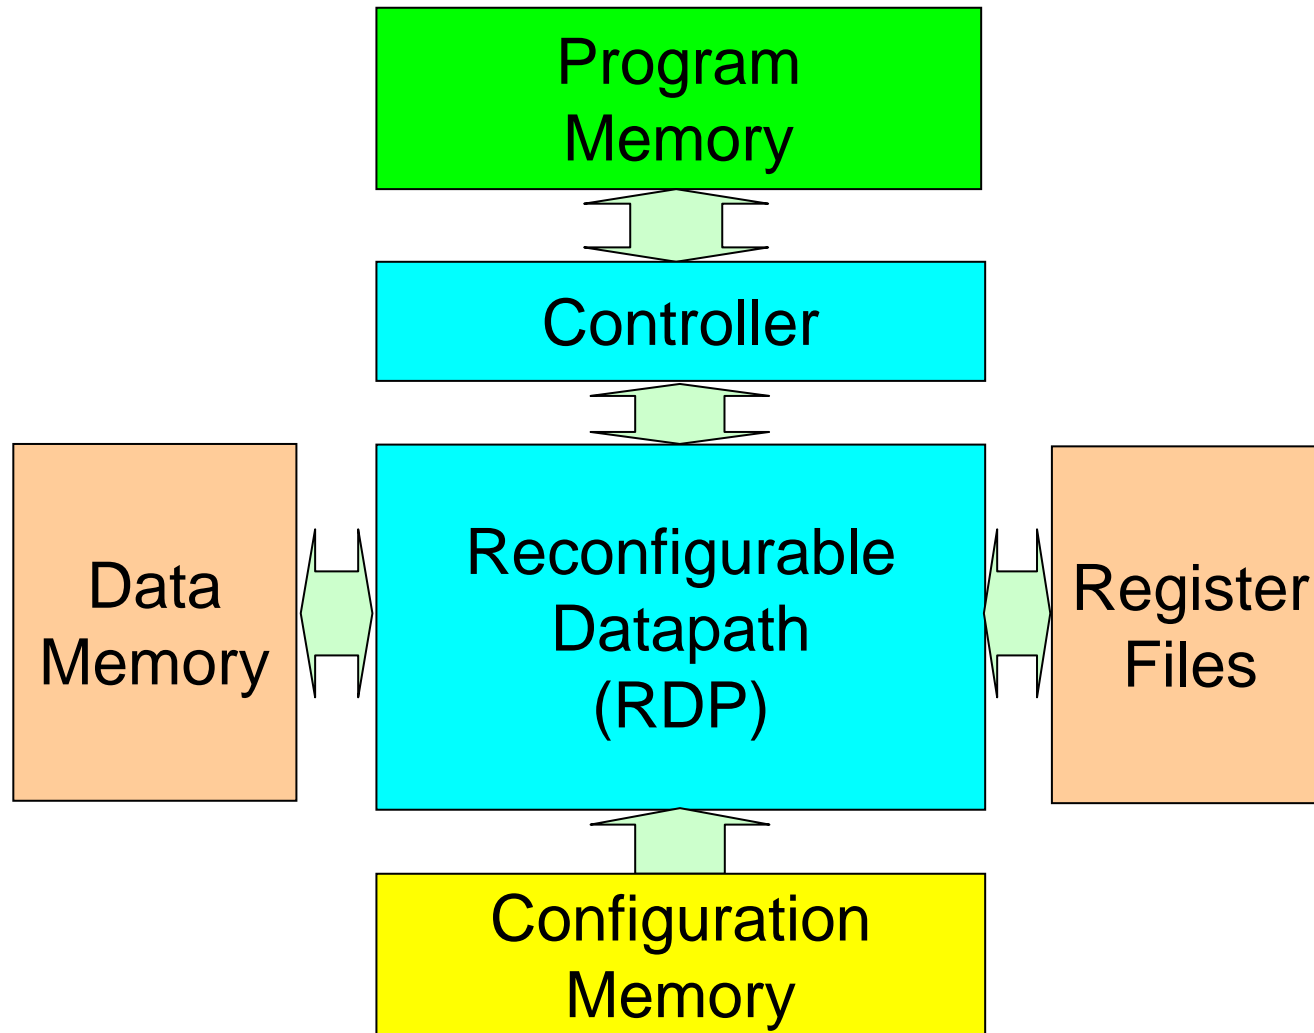 Program
Memory
Controller
Data
Memory
Reconfigurable
Datapath
(RDP)
Register
Files
Configuration
Memory